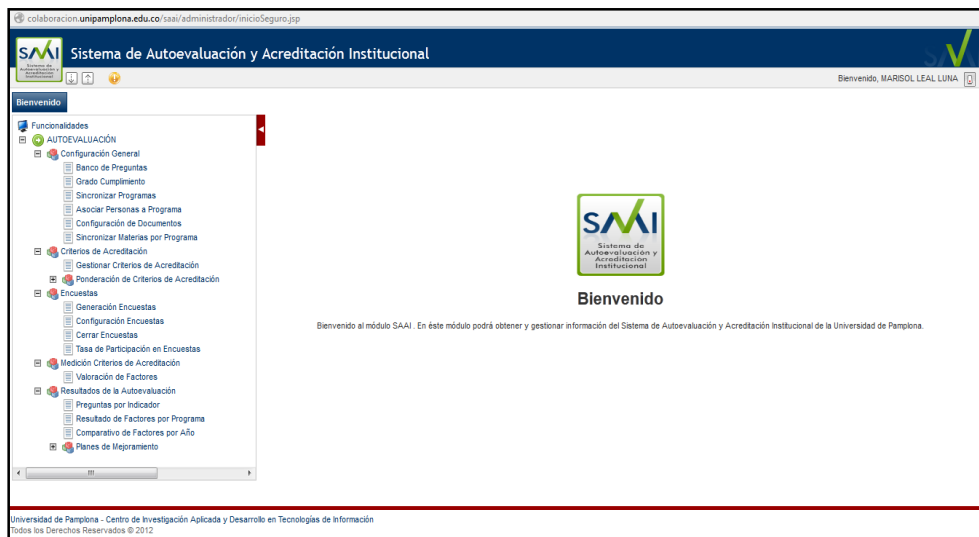 colaboracion.unipamplona.edu.co/saai/administrador/inicioSeguro.jsp
SAAI
Sistema de Autoevaluación y Acreditación Institucional
Sistema de Autoevaluación y Acreditación Institucional
Bienvenido, MARISOL LEAL LUNA
Bienvenido
Funcionalidades
AUTOEVALUACIÓN
Configuración General
Banco de Preguntas
Grado Cumplimiento
Sincronizar Programas
Asociar Personas a Programa
Configuración de Documentos
Sincronizar Materias por Programa
Criterios de Acreditación
Gestionar Criterios de Acreditación
Ponderación de Criterios de Acreditación
Encuestas
Generación Encuestas
Configuración Encuestas
Cerrar Encuestas
Tasa de Participación en Encuestas
Medición Criterios de Acreditación
Valoración de Factores
Resultados de la Autoevaluación
Preguntas por Indicador
Resultado de Factores por Programa
Comparativo de Factores por Año
Planes de Mejoramiento
SAAI
Sistema de
Autoevaluación y
Acreditación
Institucional
Bienvenido
Bienvenido al módulo SAAI . En éste módulo podrá obtener y gestionar información del Sistema de Autoevaluación y Acreditación Institucional de la Universidad de Pamplona.
Universidad de Pamplona - Centro de Investigación Aplicada y Desarrollo en Tecnologías de Información
Todos los Derechos Reservados © 2012